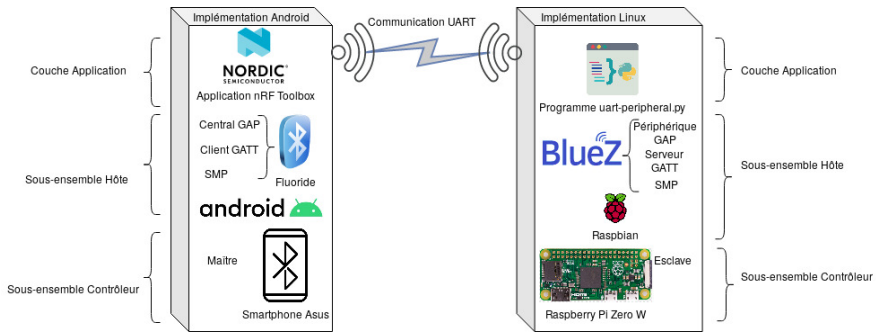 Implémentation Android
Communication UART
Implémentation Linux
Couche Application
NORDIC®
SEMICONDUCTOR
Application nRF Toolbox
Programme uart-peripheral.py
Couche Application
Sous-ensemble Hôte
Central GAP
Client GATT
SMP
Fluoride
android
BlueZ
Périphérique
GAP
Serveur
GATT
SMP
Raspbian
Sous-ensemble Hôte
Sous-ensemble Contrôleur
Maitre
Smartphone Asus
Esclave
Raspberry Pi Zero W
Sous-ensemble Contrôleur